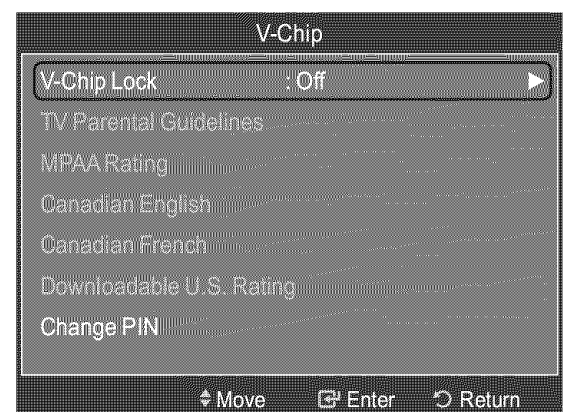 V-Chip
V-Chip Lock : Off
TV Parental Guidelines
MPAA Rating
Canadian English
Canadian French
Downloadable U.S. Rating
Change PIN
Move Enter Return